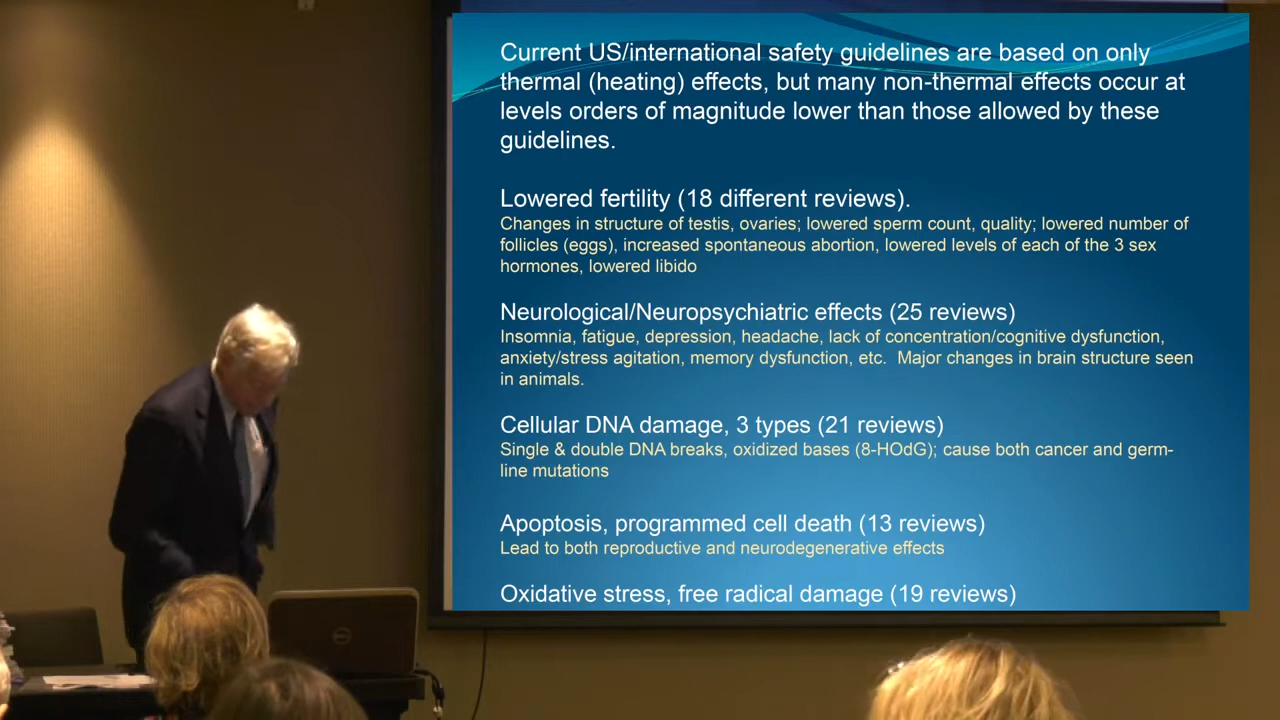 Current US/international safety guidelines are based on only
thermal (heating) effects, but many non-thermal effects occur at
levels orders of magnitude lower than those allowed by these
guidelines.
Lowered fertility (18 different reviews).
Changes in structure of testis, ovaries; lowered sperm count, quality; lowered number of
follicles (eggs), increased spontaneous abortion, lowered levels of each of the 3 sex
hormones, lowered libido
Neurological/Neuropsychiatric effects (25 reviews)
Insomnia, fatigue, depression, headache, lack of concentration/cognitive dysfunction,
anxiety/stress agitation, memory dysfunction, etc.  Major changes in brain structure seen
in animals.
Cellular DNA damage, 3 types (21 reviews)
Single & double DNA breaks, oxidized bases (8-HOdG); cause both cancer and germ-
line mutations
Apoptosis, programmed cell death (13 reviews)
Lead to both reproductive and neurodegenerative effects
Oxidative stress, free radical damage (19 reviews)